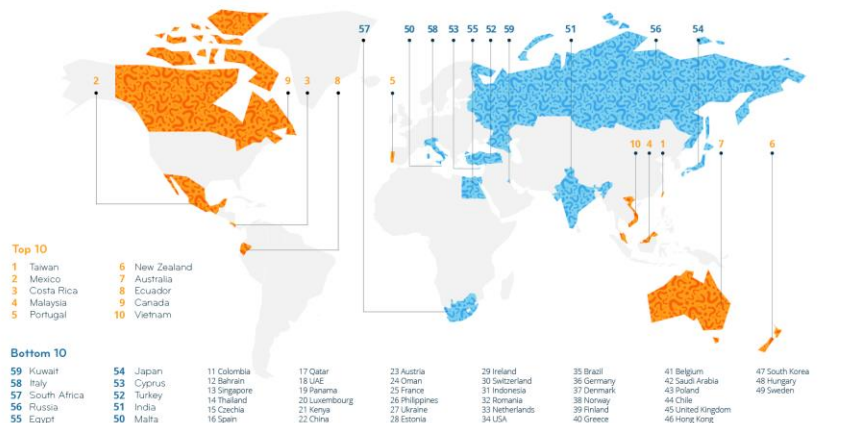 57 50 58 53 55 52 59 51 56 54
2 9 3 8 5
10 4 1 7 6
Top 10
1 Taiwan
2 Mexico
3 Costa Rica
4 Malaysia
5 Portugal
6 New Zealand
7 Australia
8 Ecuador
9 Canada
10 Vietnam
Bottom 10
59 Kuwait
58 Italy
57 South Africa
56 Russia
55 Egypt
54 Japan
53 Cyprus
52 Turkey
51 India
50 Malta
11 Colombia
12 Bahrain
13 Singapore
14 Thailand
15 Czechia
16 Spain
17 Qatar
18 UAE
19 Panama
20 Luxembourg
21 Kenya
22 China
23 Austria
24 Oman
25 France
26 Philippines
27 Ukraine
28 Estonia
29 Ireland
30 Switzerland
31 Indonesia
32 Romania
33 Netherlands
34 USA
35 Brazil
36 Germany
37 Denmark
38 Norway
39 Finland
40 Greece
41 Belgium
42 Saudi Arabia
43 Poland
44 Chile
45 United Kingdom
46 Hong Kong
47 South Korea
48 Hungary
49 Sweden